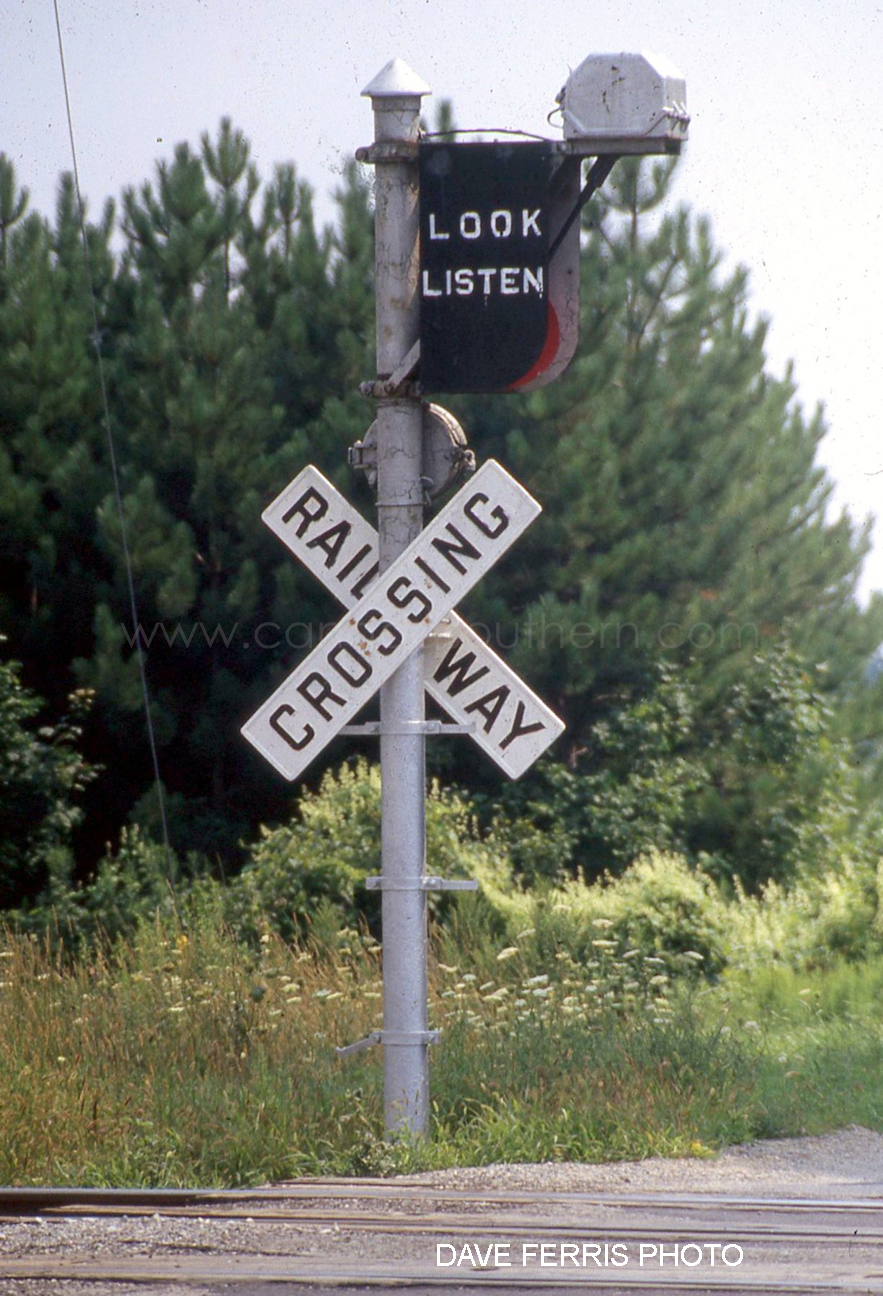 LOOK
LISTEN
RAILWAY
CROSSING
DAVE FERRIS PHOTO